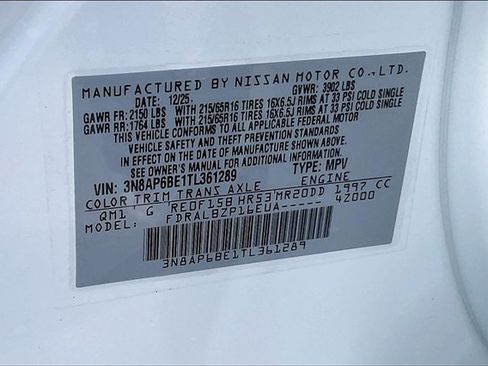 MANUFACTURED BY NISSAN MOTOR CO.,LTD.
DATE: 12/25 GVWR: 3902 LBS
GAWR FR: 2150 LBS WITH 215/65R16 TIRES 16X6.5J RIMS AT 33 PSI COLD SINGLE
GAWR RR: 1764 LBS WITH 215/65R16 TIRES 16X6.5J RIMS AT 33 PSI COLD SINGLE
THIS VEHICLE CONFORMS TO ALL APPLICABLE FEDERAL MOTOR
VEHICLE SAFETY AND THEFT PREVENTION STANDARDS
IN EFFECT ON THE DATE OF MANUFACTURE SHOWN ABOVE.
SEE OWNER'S MANUAL FOR ADDITIONAL INFORMATION
VIN: 3N8AP6BE1TL361289 TYPE: MPV
COLOR TRIM TRANS AXLE ENGINE
QM1 G RE0F15B HR53 MR20DD 1997 CC
MODEL: FDRALBZP16EUA----- 4Z000
3N8AP6BE1TL361289